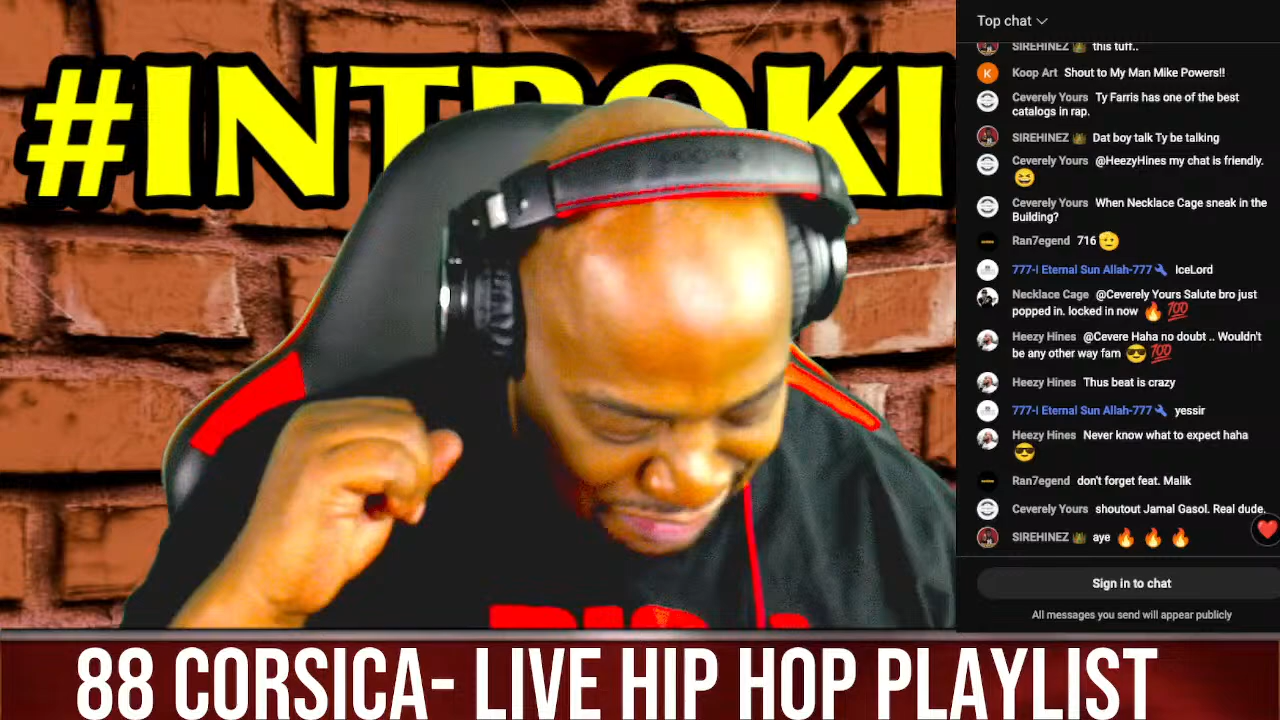 #INTROKI
Top chat
SIREHINEZ this tuff..
K
Koop Art Shout to My Man Mike Powers!!
Ceverely Yours Ty Farris has one of the best
catalogs in rap.
SIREHINEZ Dat boy talk Ty be talking
Ceverely Yours @HeezyHines my chat is friendly.
😆
Ceverely Yours When Necklace Cage sneak in the
Building?
Ran7egend 716 🫡
777-I Eternal Sun Allah-777 🔧 IceLord
Necklace Cage @Ceverely Yours Salute bro just
popped in. locked in now 🔥 💯
Heezy Hines @Cevere Haha no doubt .. Wouldn't
be any other way fam 😎 💯
Heezy Hines Thus beat is crazy
777-I Eternal Sun Allah-777 🔧 yessir
Heezy Hines Never know what to expect haha
😎
Ran7egend don't forget feat. Malik
Ceverely Yours shoutout Jamal Gasol. Real dude.
SIREHINEZ aye 🔥 🔥 🔥
Sign in to chat
All messages you send will appear publicly
88 CORSICA- LIVE HIP HOP PLAYLIST